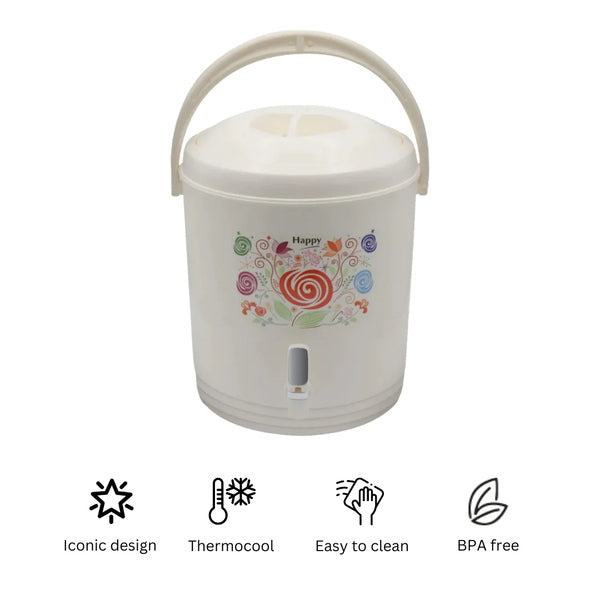 Happy
Iconic design
Thermocool
Easy to clean
BPA free